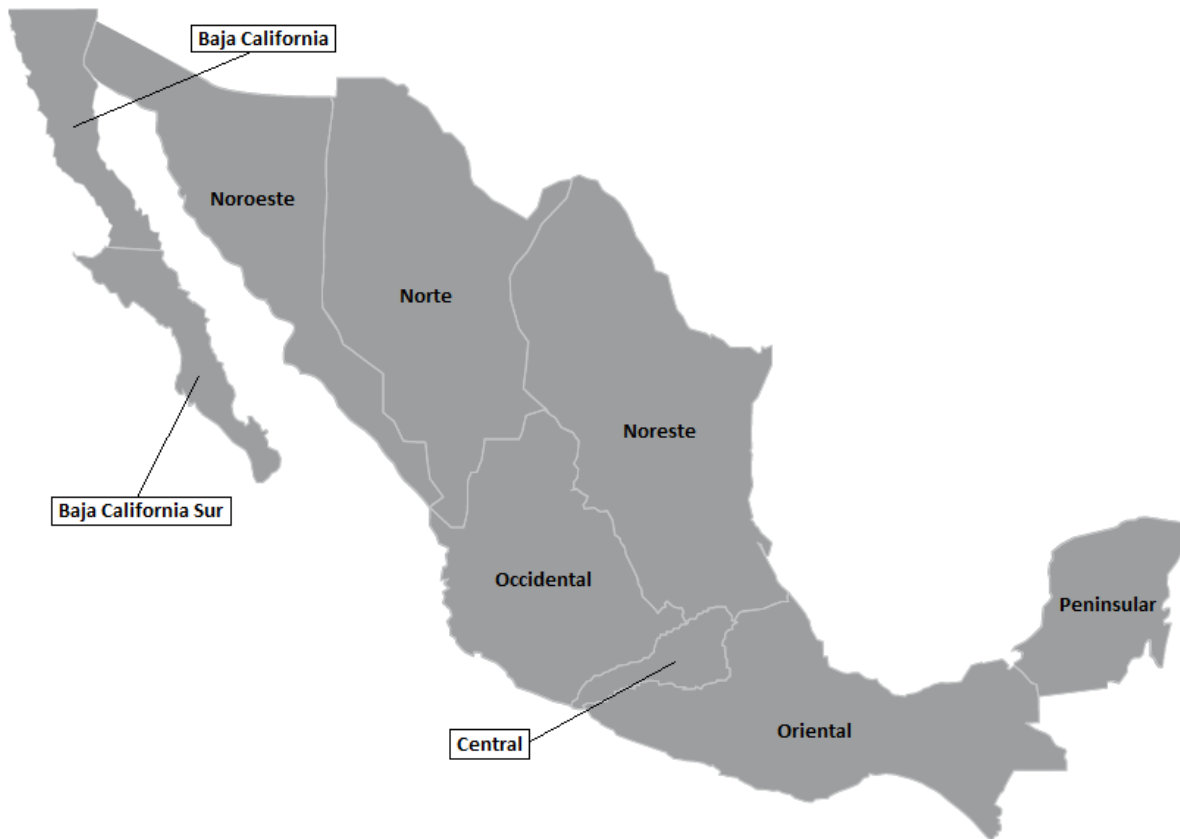 Baja California
Noroeste
Norte
Noreste
Baja California Sur
Occidental
Peninsular
Central
Oriental